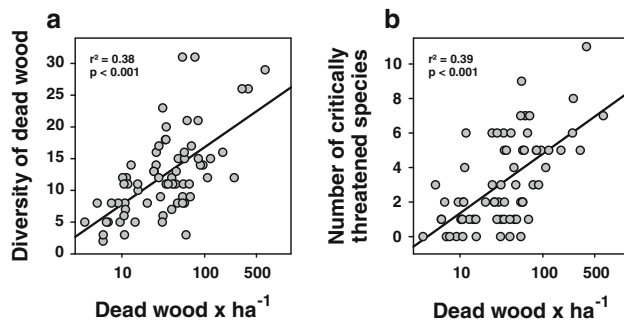 a
r² = 0.38
p < 0.001
Diversity of dead wood
30
25
20
15
10
5
0
10
100
500
Dead wood x ha⁻¹
b
r² = 0.39
p < 0.001
Number of critically
threatened species
10
8
6
4
2
0
10
100
500
Dead wood x ha⁻¹